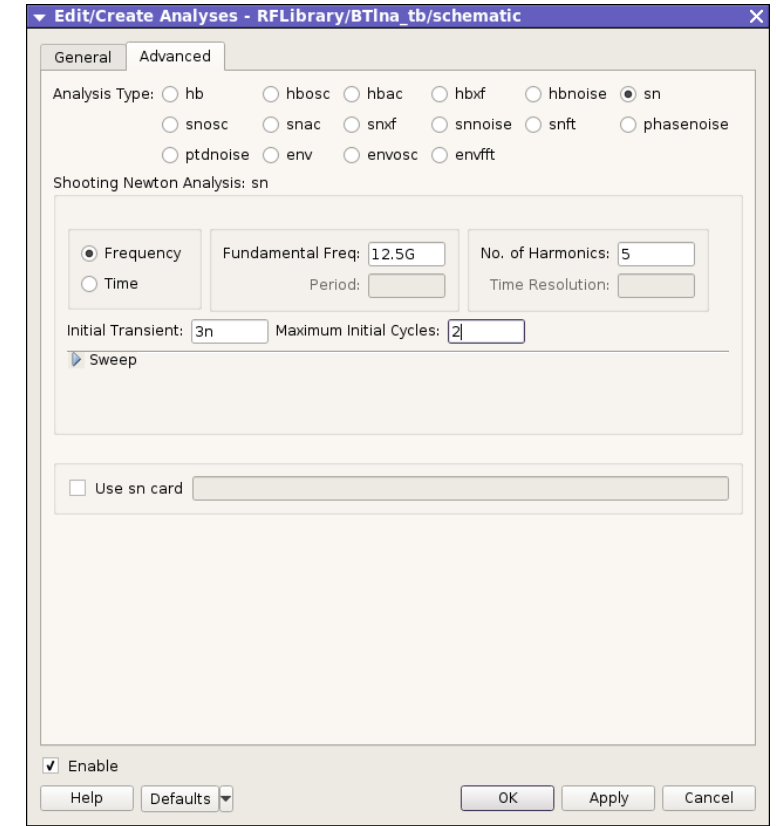 Edit/Create Analyses - RFLibrary/BTlna_tb/schematic
General Advanced
Analysis Type: hb hbosc hbac hbxf hbnoise sn
snosc snac snxf snnoise snft phasenoise
ptdnoise env envosc envfft
Shooting Newton Analysis: sn
Frequency Fundamental Freq: 12.5G No. of Harmonics: 5
Time Period: Time Resolution:
Initial Transient: 3n Maximum Initial Cycles: 2
Sweep
Use sn card
Enable
Help Defaults OK Apply Cancel